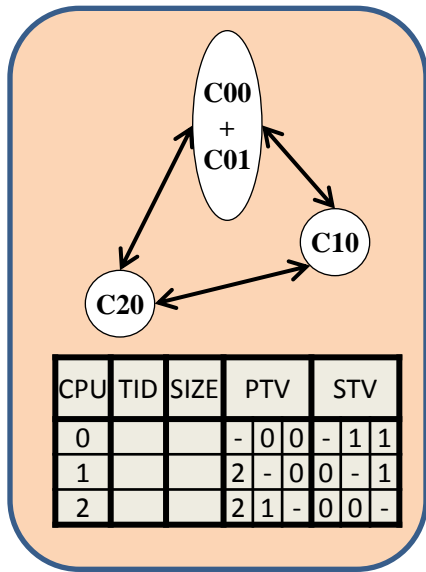 C00
+
C01
C10
C20
CPU TID SIZE PTV STV
0 - 0 0 - 1 1
1 2 - 0 0 - 1
2 2 1 - 0 0 -